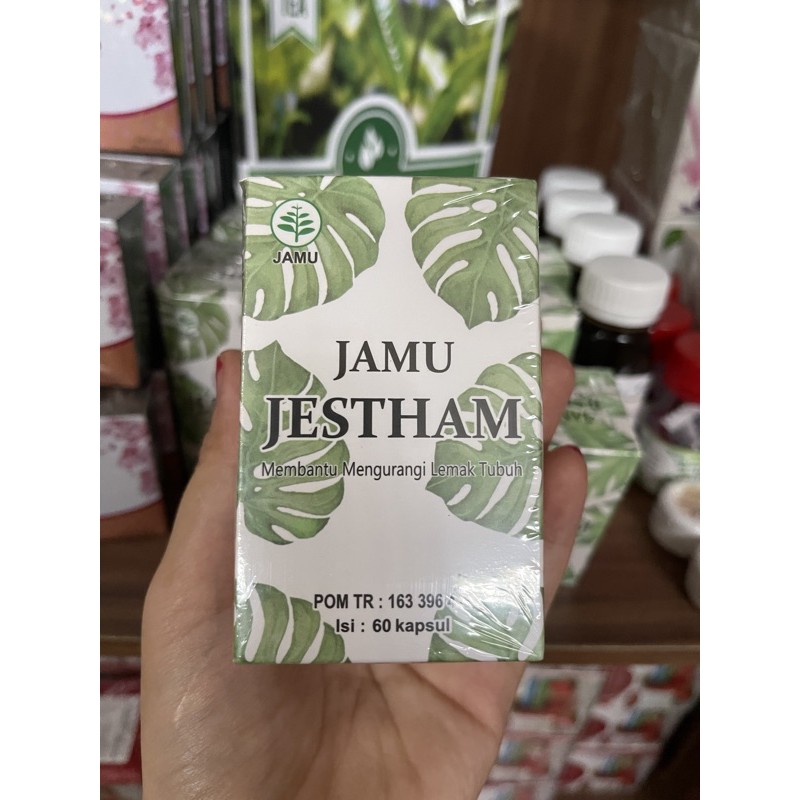 JAMU
JAMU
JESTHAM
Membantu Mengurangi Lemak Tubuh
POM TR : 163 396
Isi : 60 kapsul